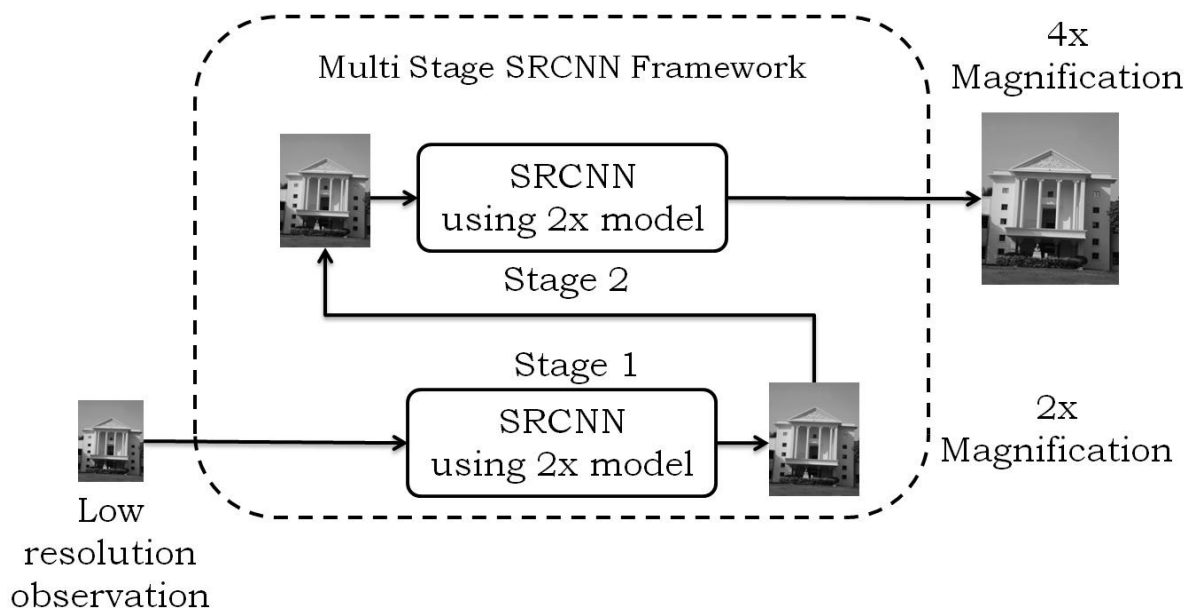 Multi Stage SRCNN Framework
4x
Magnification
SRCNN
using 2x model
Stage 2
Stage 1
SRCNN
using 2x model
2x
Magnification
Low
resolution
observation